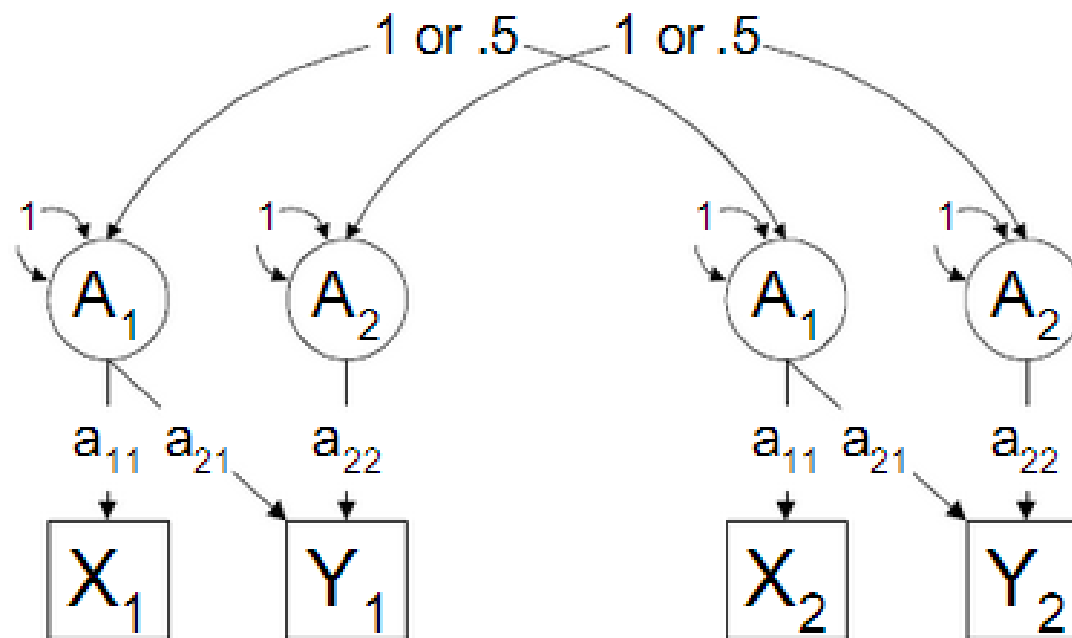 1 or .5 1 or .5
1 1 1 1
A₁ A₂ A₁ A₂
a₁₁ a₂₁ a₂₂ a₁₁ a₂₁ a₂₂
X₁ Y₁ X₂ Y₂